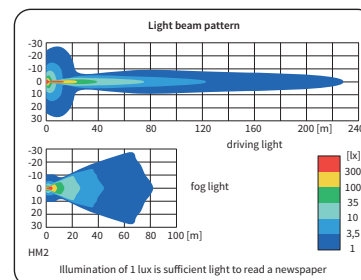 Light beam pattern
-30
-20
-10
0
10
20
30
0 40 80 120 160 200 [m] 240
driving light
-30
-20
-10
0
10
20
30
0 20 40 60 80 100 [m]
fog light
[lx]
300
100
35
10
3,5
1
HM2
Illumination of 1 lux is sufficient light to read a newspaper